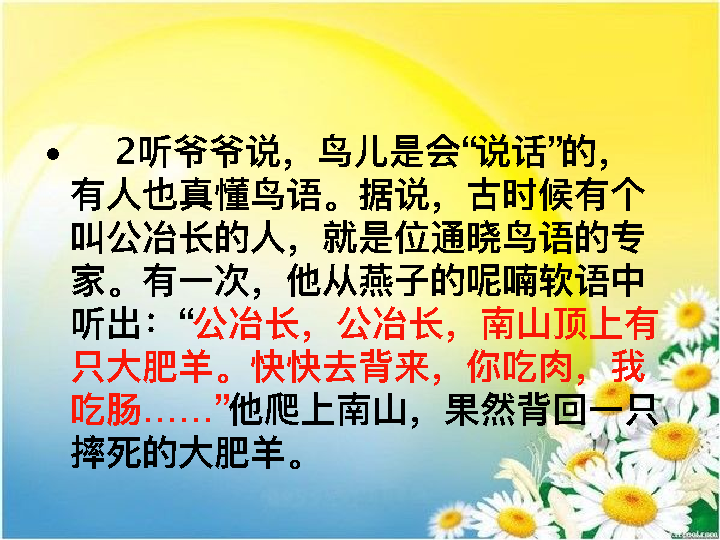 • 2听爷爷说，鸟儿是会“说话”的，
有人也真懂鸟语。据说，古时候有个
叫公冶长的人，就是位通晓鸟语的专
家。有一次，他从燕子的呢喃软语中
听出：“公冶长，公冶长，南山顶上有
只大肥羊。快快去背来，你吃肉，我
吃肠……”他爬上南山，果然背回一只
摔死的大肥羊。